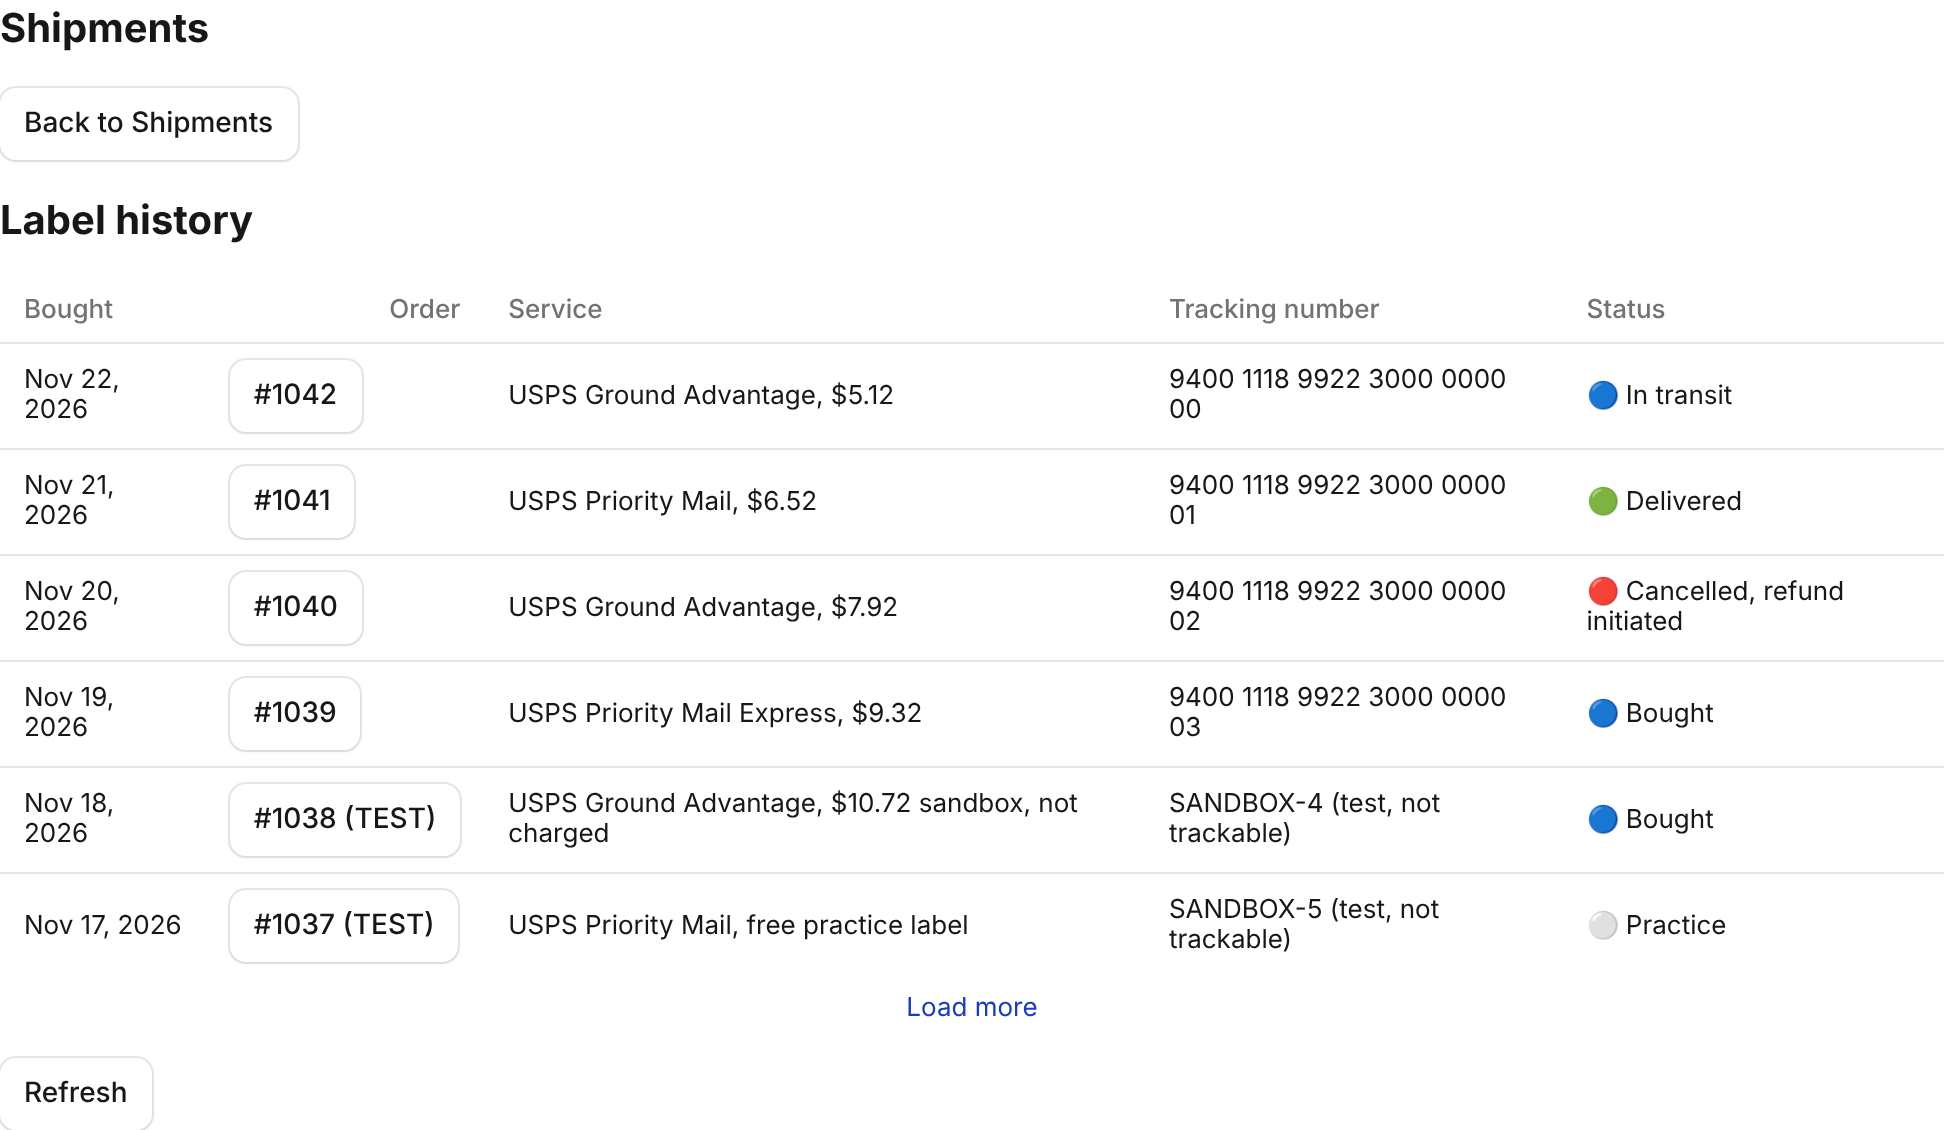 Shipments
Back to Shipments
Label history
Bought Order Service Tracking number Status
Nov 22,
2026
#1042
USPS Ground Advantage, $5.12
9400 1118 9922 3000 0000
00
In transit
Nov 21,
2026
#1041
USPS Priority Mail, $6.52
9400 1118 9922 3000 0000
01
Delivered
Nov 20,
2026
#1040
USPS Ground Advantage, $7.92
9400 1118 9922 3000 0000
02
Cancelled, refund
initiated
Nov 19,
2026
#1039
USPS Priority Mail Express, $9.32
9400 1118 9922 3000 0000
03
Bought
Nov 18,
2026
#1038 (TEST)
USPS Ground Advantage, $10.72 sandbox, not
charged
SANDBOX-4 (test, not
trackable)
Bought
Nov 17, 2026
#1037 (TEST)
USPS Priority Mail, free practice label
SANDBOX-5 (test, not
trackable)
Practice
Load more
Refresh